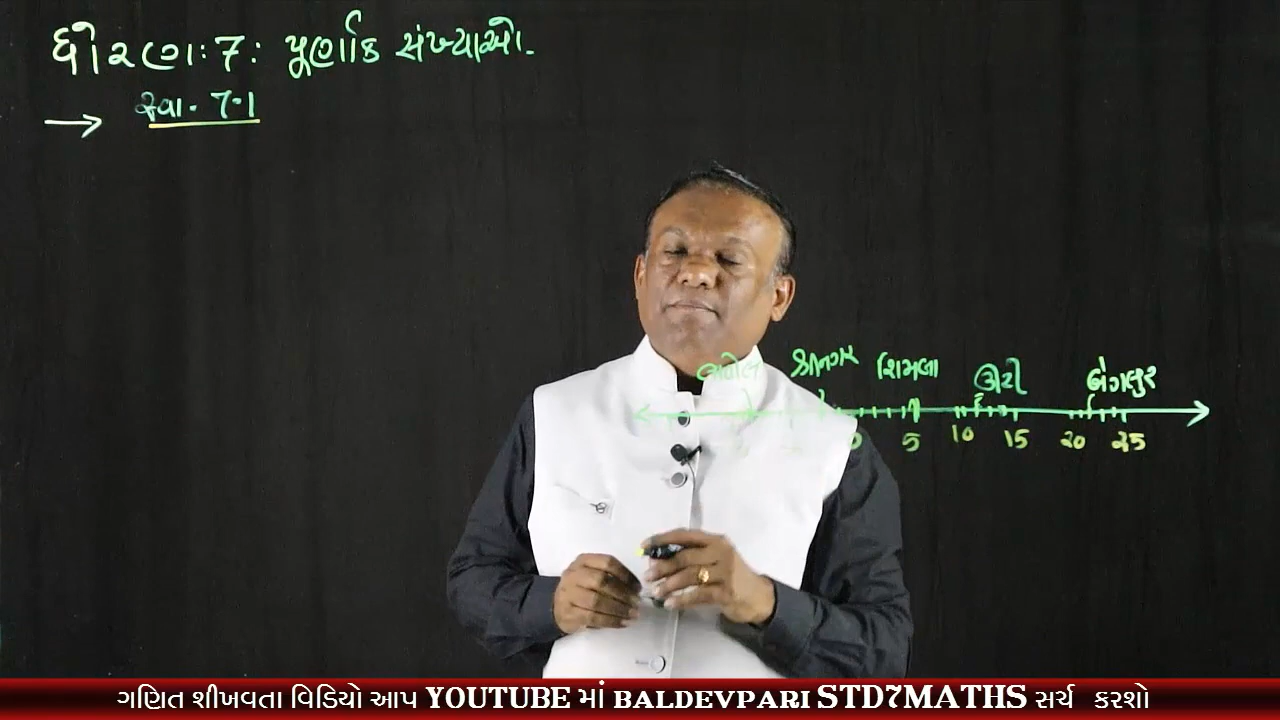 ધોરણ : 7 : પૂર્ણાંક સંખ્યાઓ.
→ સ્વા. 7.1
શ્રીનગર શિમલા ઊટી બેંગલુર
0 5 10 15 20 25
ગણિત શીખવતા વિડિયો આપ YOUTUBE માં BALDEVPARI STD7MATHS સર્ચ કરશો